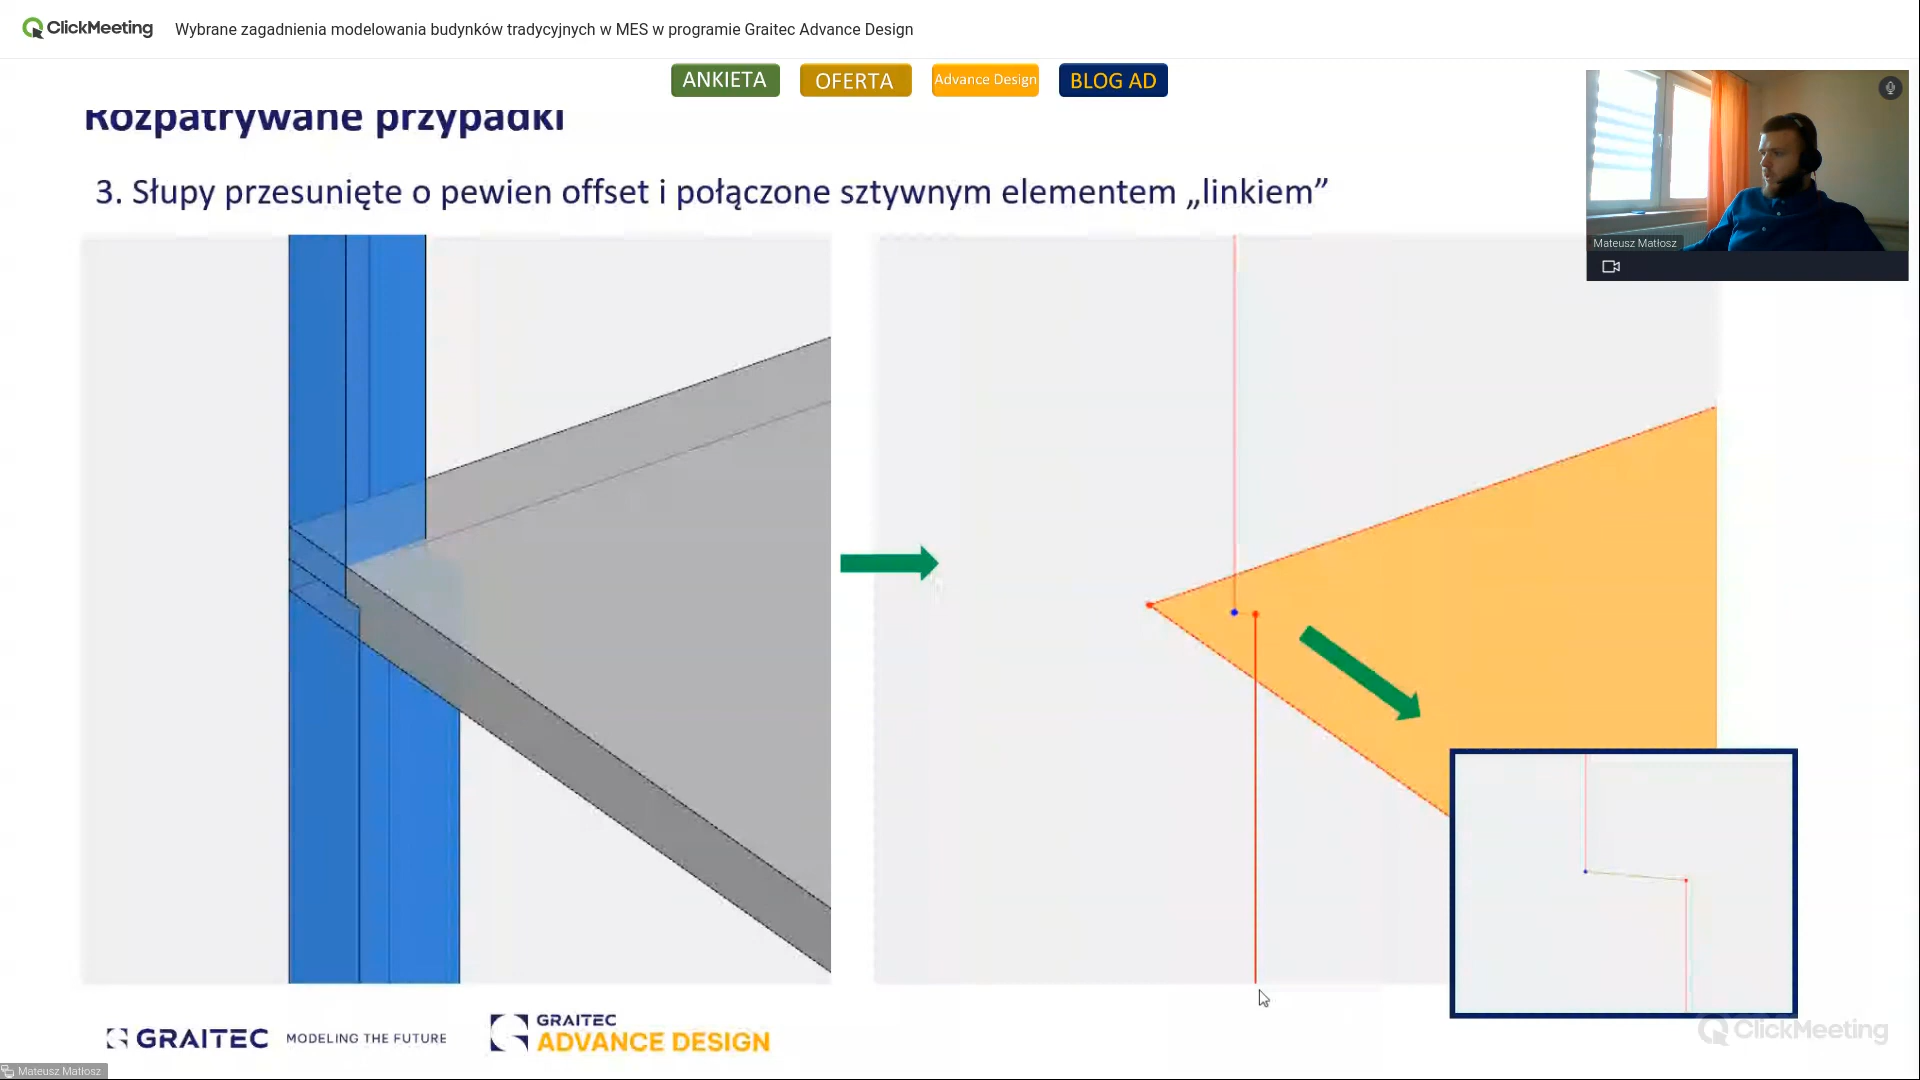 ClickMeeting
Wybrane zagadnienia modelowania budynków tradycyjnych w MES w programie Graitec Advance Design
ANKIETA
OFERTA
Advance Design
BLOG AD
Rozpatrywane przypadki
3. Słupy przesunięte o pewien offset i połączone sztywnym elementem „linkiem”
Mateusz Matłosz
GRAITEC MODELING THE FUTURE
GRAITEC
ADVANCE DESIGN
ClickMeeting
Mateusz Matłosz